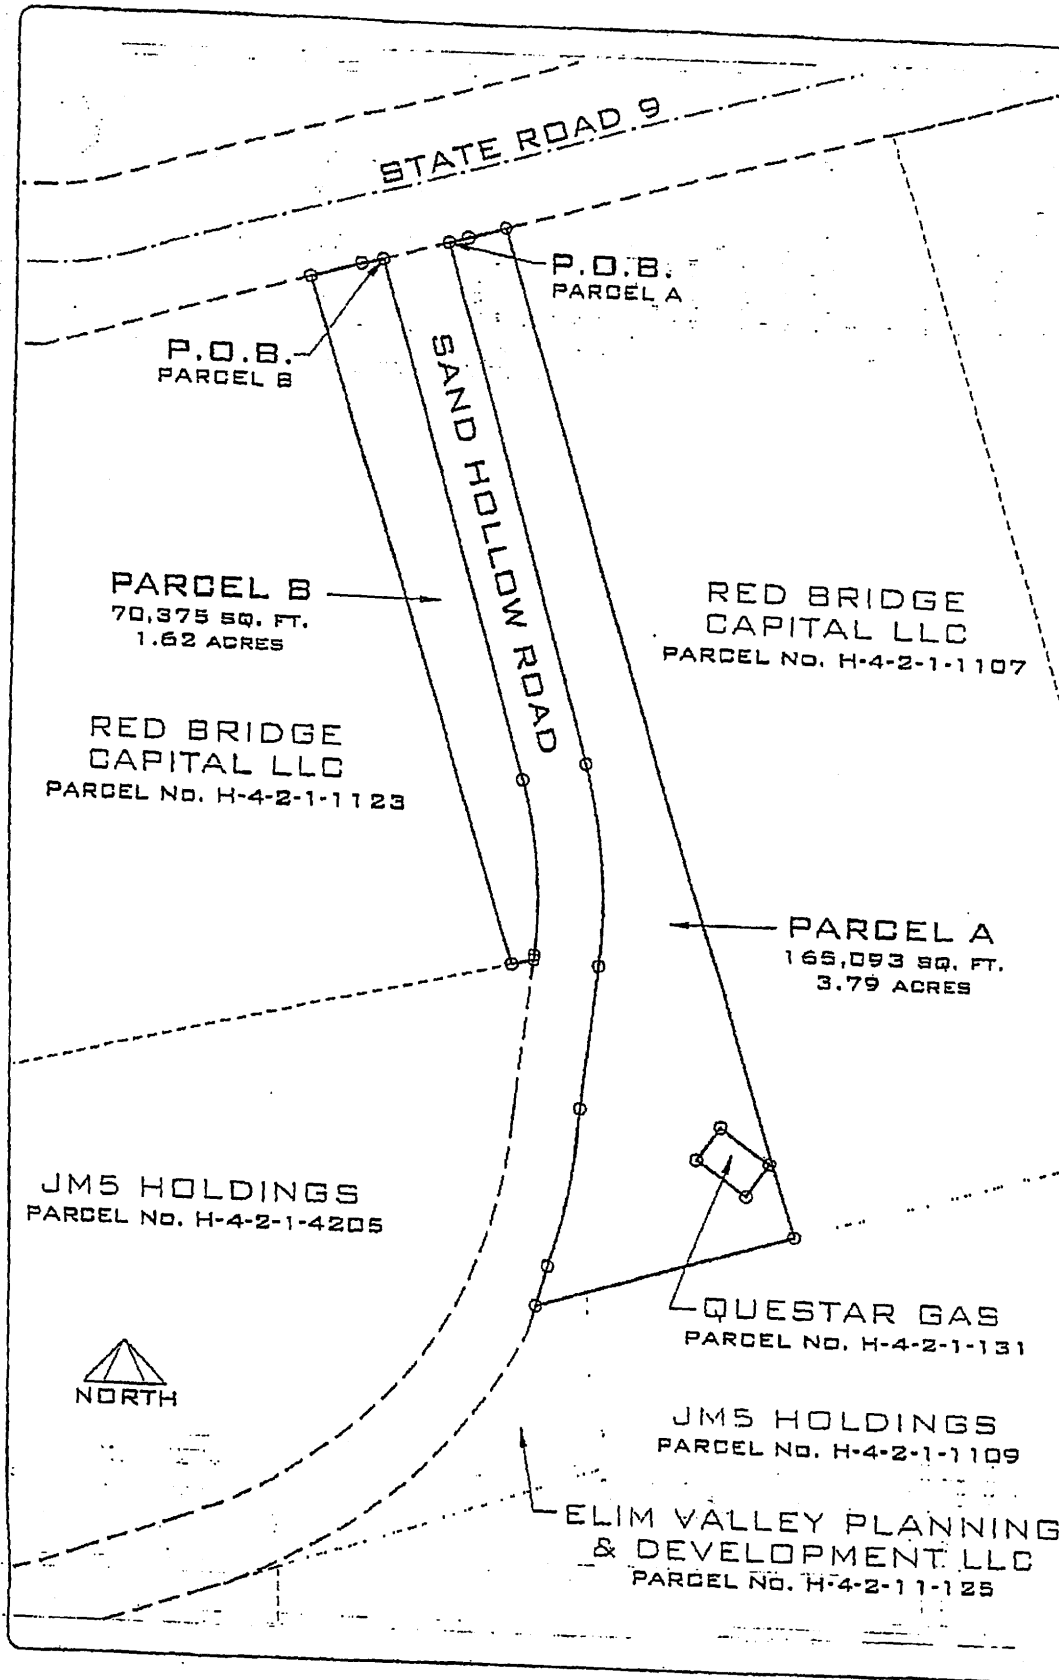 STATE ROAD 9
P.O.B.
PARCEL A
P.O.B.
PARCEL B
SAND HOLLOW ROAD
PARCEL B
70,375 SQ. FT.
1.62 ACRES
RED BRIDGE
CAPITAL LLC
PARCEL No. H-4-2-1-1107
RED BRIDGE
CAPITAL LLC
PARCEL No. H-4-2-1-1123
PARCEL A
165,093 SQ. FT.
3.79 ACRES
JM5 HOLDINGS
PARCEL No. H-4-2-1-4205
QUESTAR GAS
PARCEL No. H-4-2-1-131
NORTH
JM5 HOLDINGS
PARCEL No. H-4-2-1-1109
ELIM VALLEY PLANNING
& DEVELOPMENT LLC
PARCEL No. H-4-2-11-125